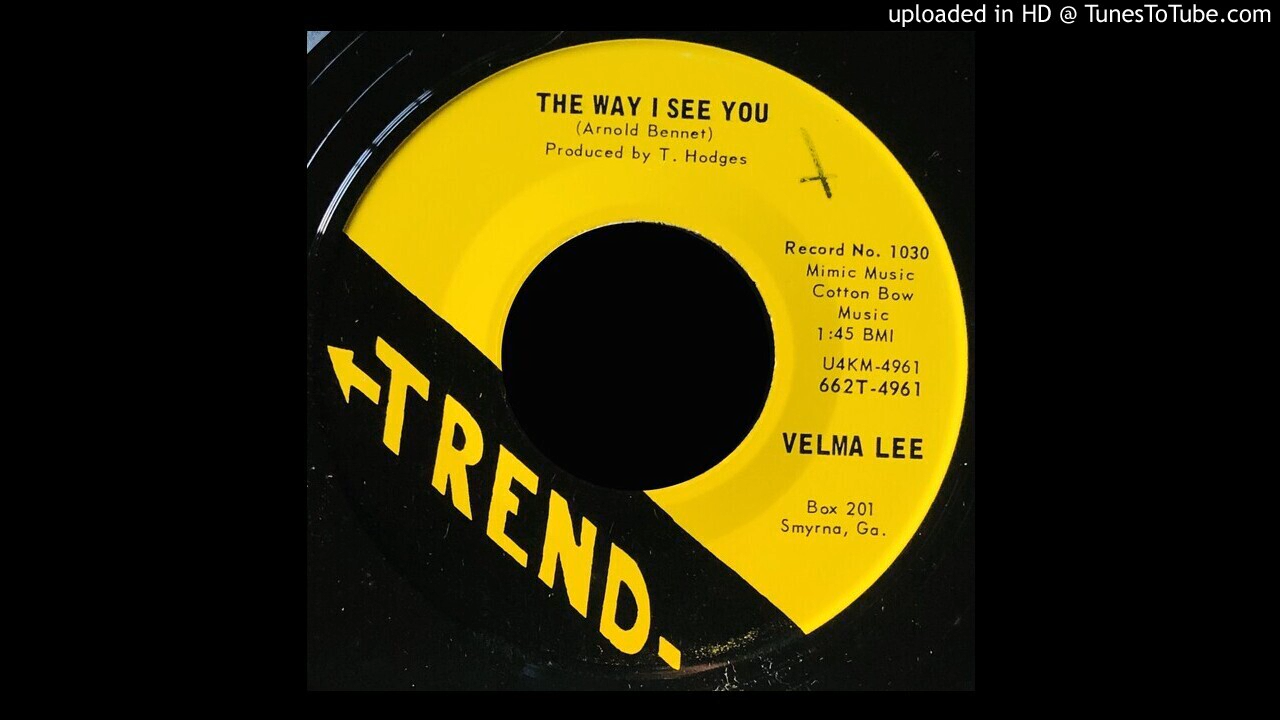 uploaded in HD @ TunesToTube.com
THE WAY I SEE YOU
(Arnold Bennet)
Produced by T. Hodges
Record No. 1030
Mimic Music
Cotton Bow
Music
1:45 BMI
U4KM-4961
662T-4961
VELMA LEE
Box 201
Smyrna, Ga.
TREND